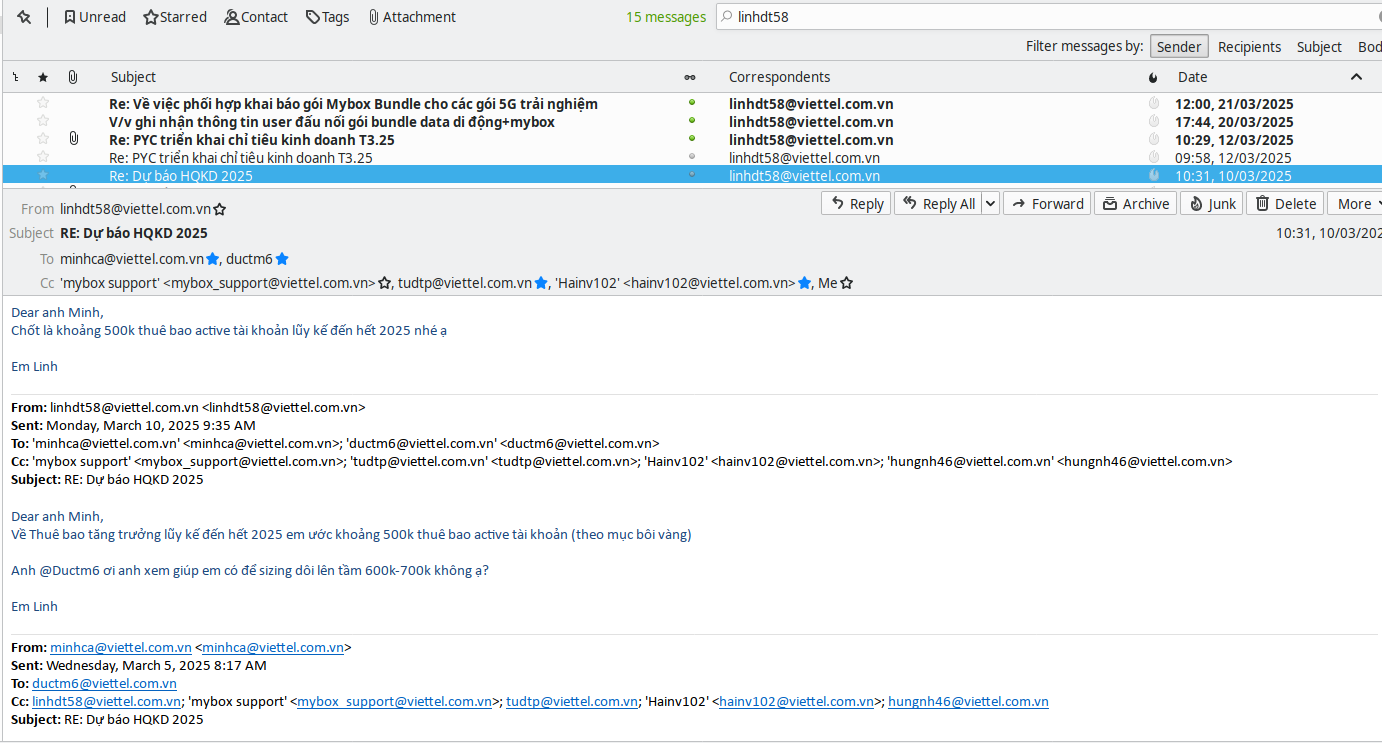 Unread Starred Contact Tags Attachment 15 messages linhdt58
Filter messages by: Sender Recipients Subject Bod
Subject Correspondents Date
Re: Về việc phối hợp khai báo gói Mybox Bundle cho các gói 5G trải nghiệm linhdt58@viettel.com.vn 12:00, 21/03/2025
V/v ghi nhận thông tin user đấu nối gói bundle data di động+mybox linhdt58@viettel.com.vn 17:44, 20/03/2025
Re: PYC triển khai chỉ tiêu kinh doanh T3.25 linhdt58@viettel.com.vn 10:29, 12/03/2025
Re: PYC triển khai chỉ tiêu kinh doanh T3.25 linhdt58@viettel.com.vn 09:58, 12/03/2025
Re: Dự báo HQKD 2025 linhdt58@viettel.com.vn 10:31, 10/03/2025
From linhdt58@viettel.com.vn Reply Reply All Forward Archive Junk Delete More
Subject RE: Dự báo HQKD 2025 10:31, 10/03/202
To minhca@viettel.com.vn, ductm6
Cc 'mybox support' <mybox_support@viettel.com.vn>, tudtp@viettel.com.vn, 'Hainv102' <hainv102@viettel.com.vn>, Me
Dear anh Minh,
Chốt là khoảng 500k thuê bao active tài khoản lũy kế đến hết 2025 nhé ạ
Em Linh
From: linhdt58@viettel.com.vn <linhdt58@viettel.com.vn>
Sent: Monday, March 10, 2025 9:35 AM
To: 'minhca@viettel.com.vn' <minhca@viettel.com.vn>; 'ductm6@viettel.com.vn' <ductm6@viettel.com.vn>
Cc: 'mybox support' <mybox_support@viettel.com.vn>; 'tudtp@viettel.com.vn' <tudtp@viettel.com.vn>; 'Hainv102' <hainv102@viettel.com.vn>; 'hungnh46@viettel.com.vn' <hungnh46@viettel.com.vn>
Subject: RE: Dự báo HQKD 2025
Dear anh Minh,
Về Thuê bao tăng trưởng lũy kế đến hết 2025 em ước khoảng 500k thuê bao active tài khoản (theo mục bôi vàng)
Anh @Ductm6 ơi anh xem giúp em có để sizing dôi lên tầm 600k-700k không ạ?
Em Linh
From: minhca@viettel.com.vn <minhca@viettel.com.vn>
Sent: Wednesday, March 5, 2025 8:17 AM
To: ductm6@viettel.com.vn
Cc: linhdt58@viettel.com.vn; 'mybox support' <mybox_support@viettel.com.vn>; tudtp@viettel.com.vn; 'Hainv102' <hainv102@viettel.com.vn>; hungnh46@viettel.com.vn
Subject: RE: Dự báo HQKD 2025